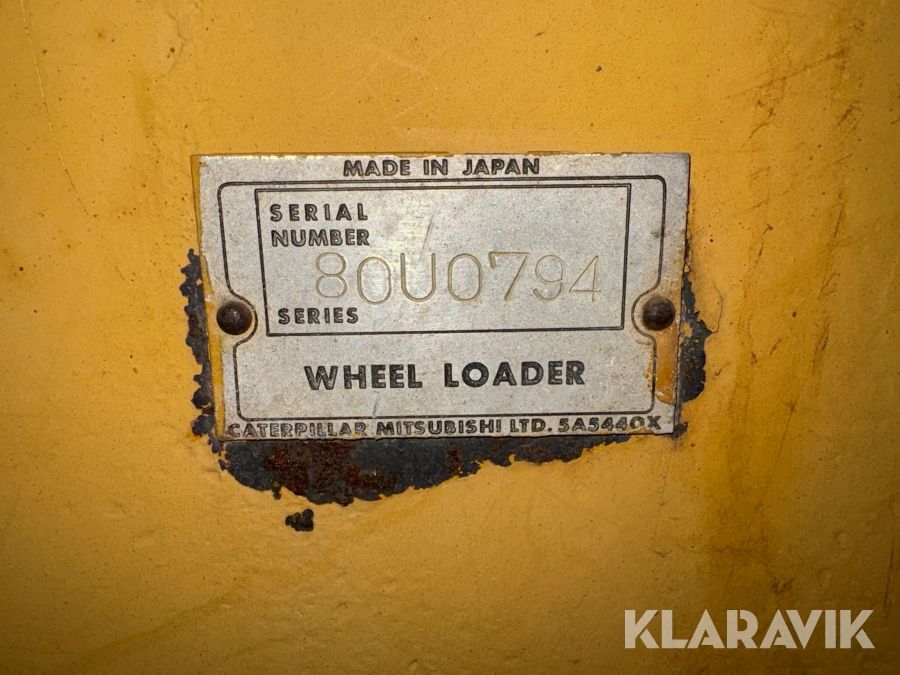 MADE IN JAPAN
SERIAL
NUMBER
80U0794
SERIES
WHEEL LOADER
CATERPILLAR MITSUBISHI LTD. 5A5440X
KLARAVIK